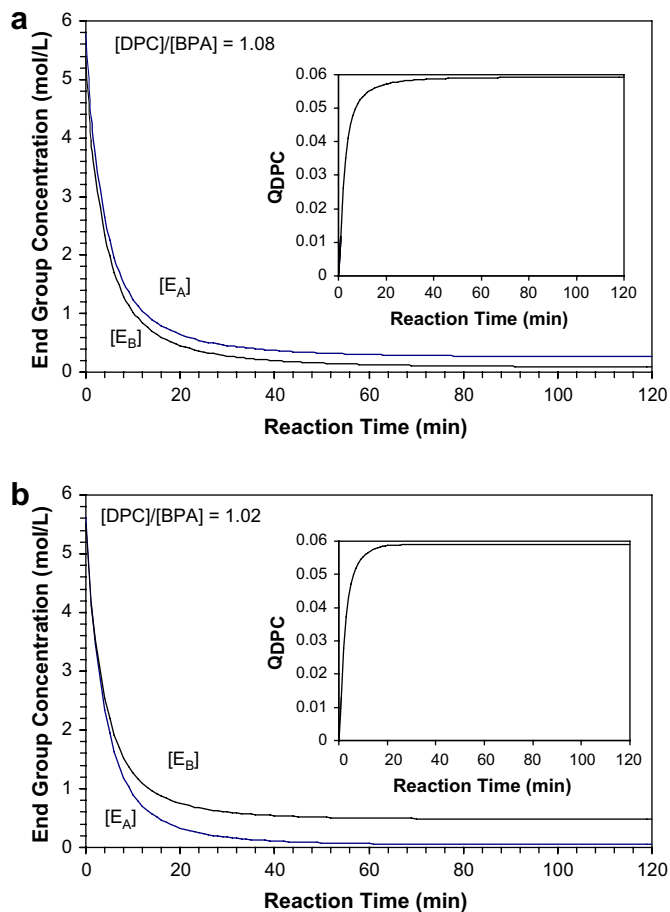 a
[DPC]/[BPA] = 1.08
End Group Concentration (mol/L)
6
5
4
3
2
1
0
[E_A]
[E_B]
0 20 40 60 80 100 120
Reaction Time (min)
QDPC
0.06
0.05
0.04
0.03
0.02
0.01
0
0 20 40 60 80 100 120
Reaction Time (min)
b
[DPC]/[BPA] = 1.02
End Group Concentration (mol/L)
6
5
4
3
2
1
0
[E_B]
[E_A]
0 20 40 60 80 100 120
Reaction Time (min)
QDPC
0.06
0.05
0.04
0.03
0.02
0.01
0
0 20 40 60 80 100 120
Reaction Time (min)